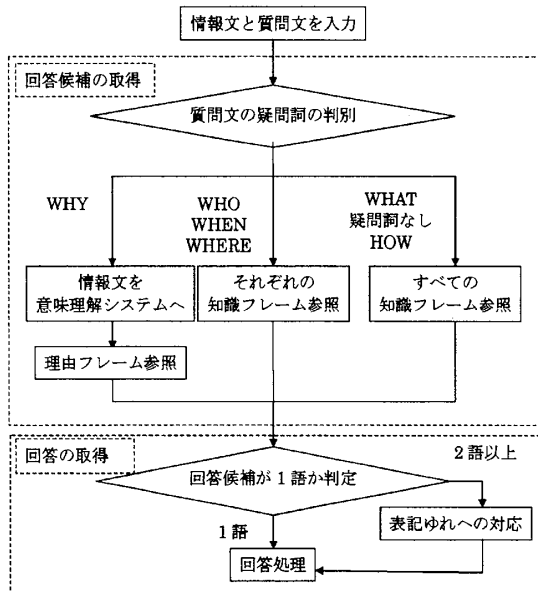 情報文と質問文を入力
回答候補の取得
質問文の疑問詞の判別
WHY
WHO
WHEN
WHERE
WHAT
疑問詞なし
HOW
情報文を
意味理解システムへ
それぞれの
知識フレーム参照
すべての
知識フレーム参照
理由フレーム参照
回答の取得
2語以上
回答候補が1語か判定
表記ゆれへの対応
1語
回答処理